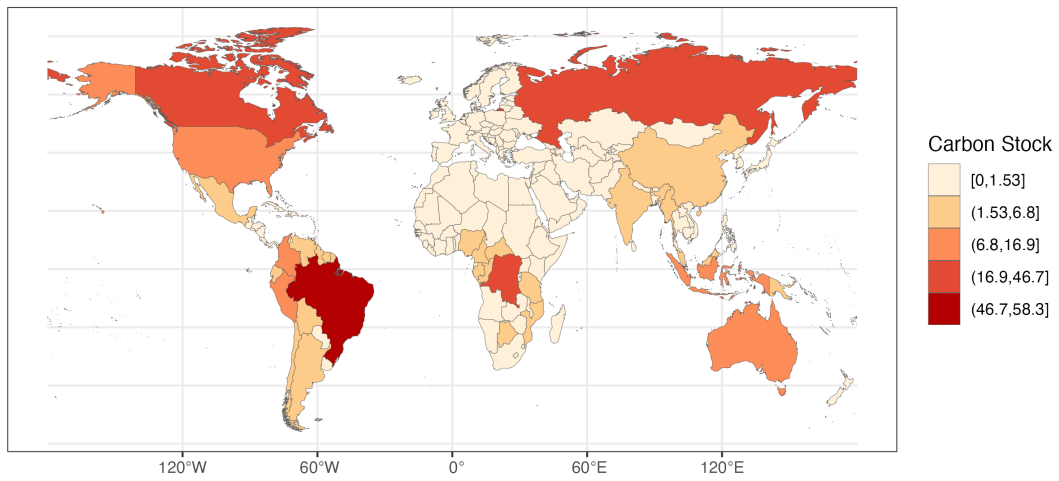 Carbon Stock
[0,1.53]
(1.53,6.8]
(6.8,16.9]
(16.9,46.7]
(46.7,58.3]
120°W 60°W 0° 60°E 120°E